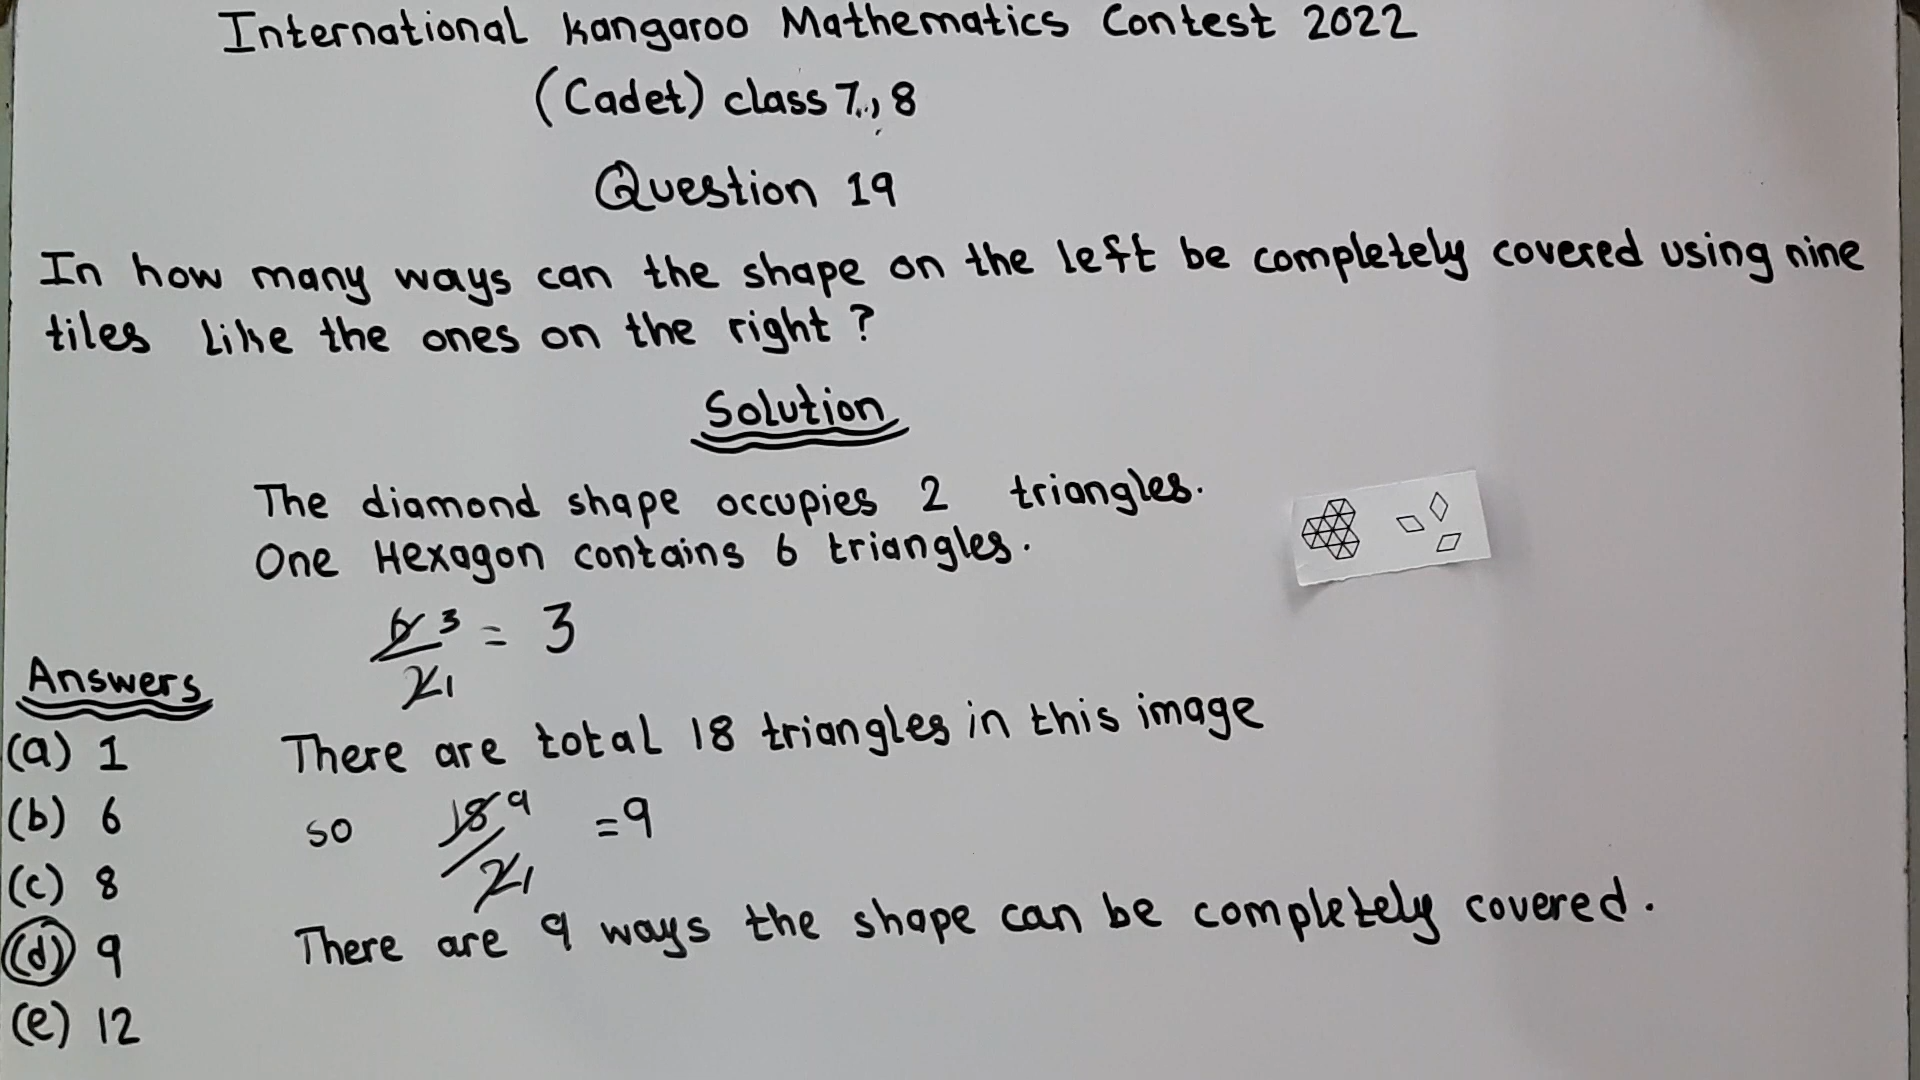 International Kangaroo Mathematics Contest 2022
(Cadet) class 7, 8
Question 19
In how many ways can the shape on the left be completely covered using nine
tiles like the ones on the right ?
Solution
The diamond shape occupies 2 triangles.
One Hexagon contains 6 triangles.
6 3 = 3
2 1
Answers
There are total 18 triangles in this image
(a) 1
(b) 6
so 18 9 = 9
2 1
(c) 8
There are 9 ways the shape can be completely covered.
(d) 9
(e) 12